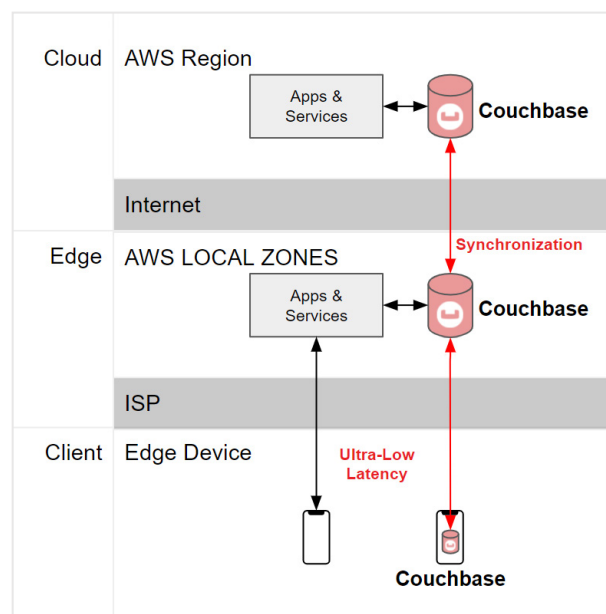 Cloud
AWS Region
Apps &
Services
Couchbase
Internet
Synchronization
Edge
AWS LOCAL ZONES
Apps &
Services
Couchbase
ISP
Client
Edge Device
Ultra-Low
Latency
Couchbase